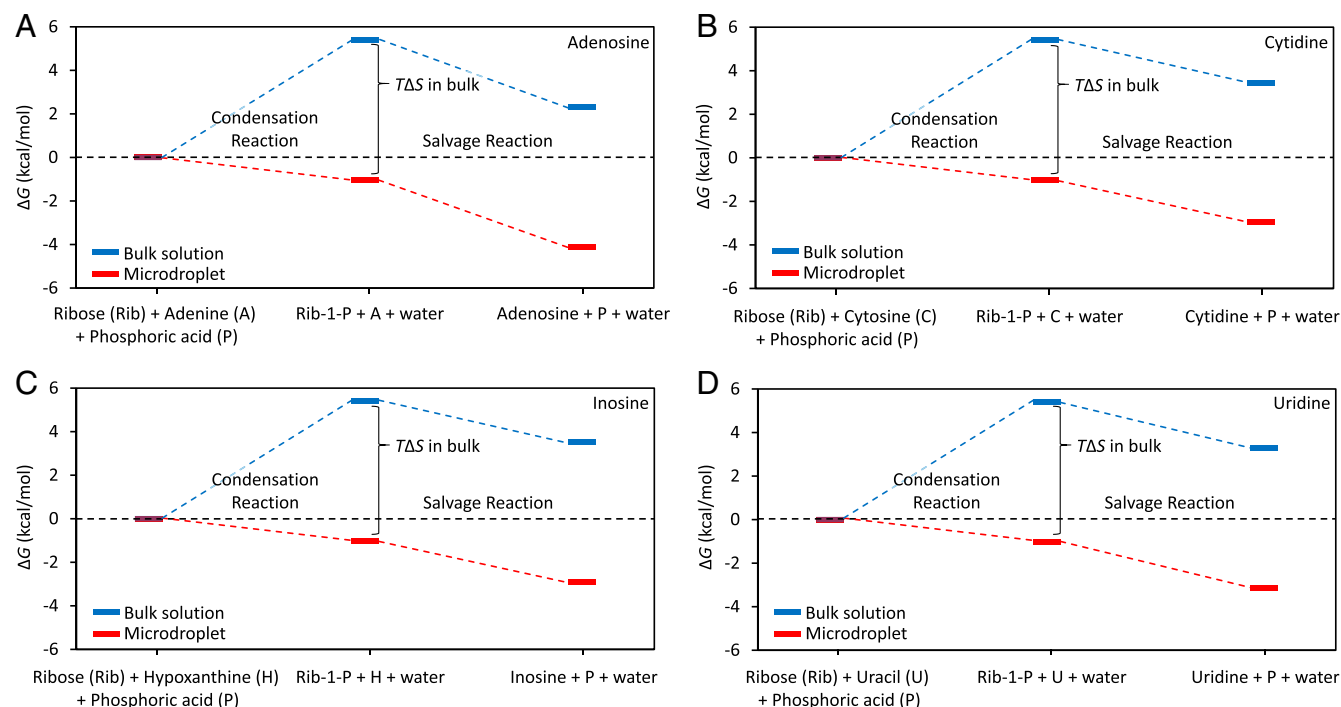 A
6
4
2
0
-2
-4
-6
ΔG (kcal/mol)
Adenosine
TΔS in bulk
Condensation
Reaction
Salvage Reaction
Bulk solution
Microdroplet
Ribose (Rib) + Adenine (A)
+ Phosphoric acid (P)
Rib-1-P + A + water
Adenosine + P + water
B
6
4
2
0
-2
-4
-6
ΔG (kcal/mol)
Cytidine
TΔS in bulk
Condensation
Reaction
Salvage Reaction
Bulk solution
Microdroplet
Ribose (Rib) + Cytosine (C)
+ Phosphoric acid (P)
Rib-1-P + C + water
Cytidine + P + water
C
6
4
2
0
-2
-4
-6
ΔG (kcal/mol)
Inosine
TΔS in bulk
Condensation
Reaction
Salvage Reaction
Bulk solution
Microdroplet
Ribose (Rib) + Hypoxanthine (H)
+ Phosphoric acid (P)
Rib-1-P + H + water
Inosine + P + water
D
6
4
2
0
-2
-4
-6
ΔG (kcal/mol)
Uridine
TΔS in bulk
Condensation
Reaction
Salvage Reaction
Bulk solution
Microdroplet
Ribose (Rib) + Uracil (U)
+ Phosphoric acid (P)
Rib-1-P + U + water
Uridine + P + water